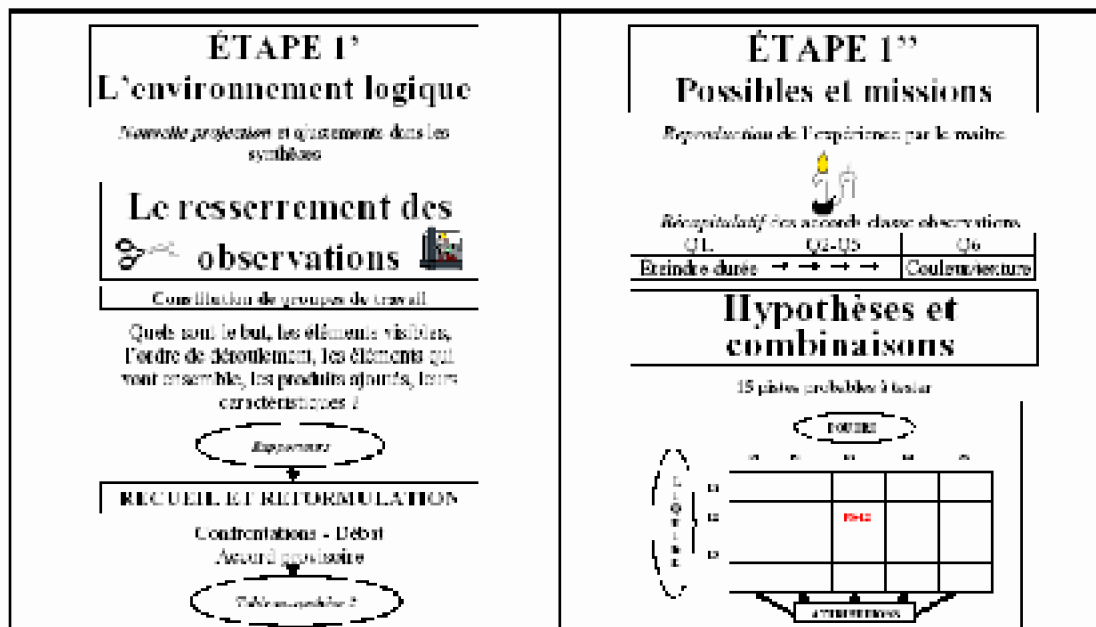 ÉTAPE 1'
L'environnement logique
Nouvelle projection et ajustements dans les
synthèses
Le resserrement des
observations
Constitution de groupes de travail
Quels sont le but, les éléments visibles,
l'ordre de déroulement, les éléments qui
vont ensemble, les produits ajoutés, leurs
caractéristiques ?
Rapporteurs
RECUEIL ET REFORMULATION
Confrontations - Débat
Accord provisoire
ÉTAPE 1’’
Possibles et missions
Reproduction de l'expérience par le maître
Récapitulatif des accords classe observations
Q1. Q2-Q5 Q6
Eteindre durée → → → → Couleur/texture
Hypothèses et
combinaisons
15 pistes probables à tester
POUDRE
LIQUIDE
ATTRIBUTIONS